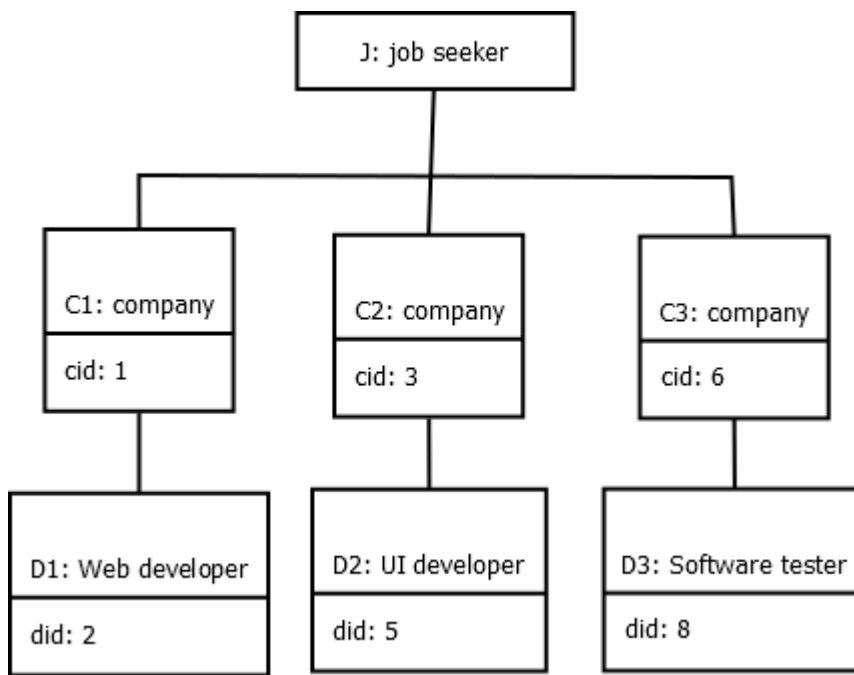 J: job seeker
C1: company
cid: 1
C2: company
cid: 3
C3: company
cid: 6
D1: Web developer
did: 2
D2: UI developer
did: 5
D3: Software tester
did: 8